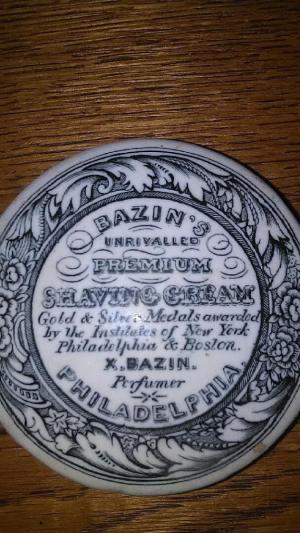 BAZIN'S
UNRIVALLED
PREMIUM
SHAVING CREAM
Gold & Silver Medals awarded
by the Institutes of New York
Philadelphia & Boston.
X. BAZIN.
Perfumer
PHILADELPHIA